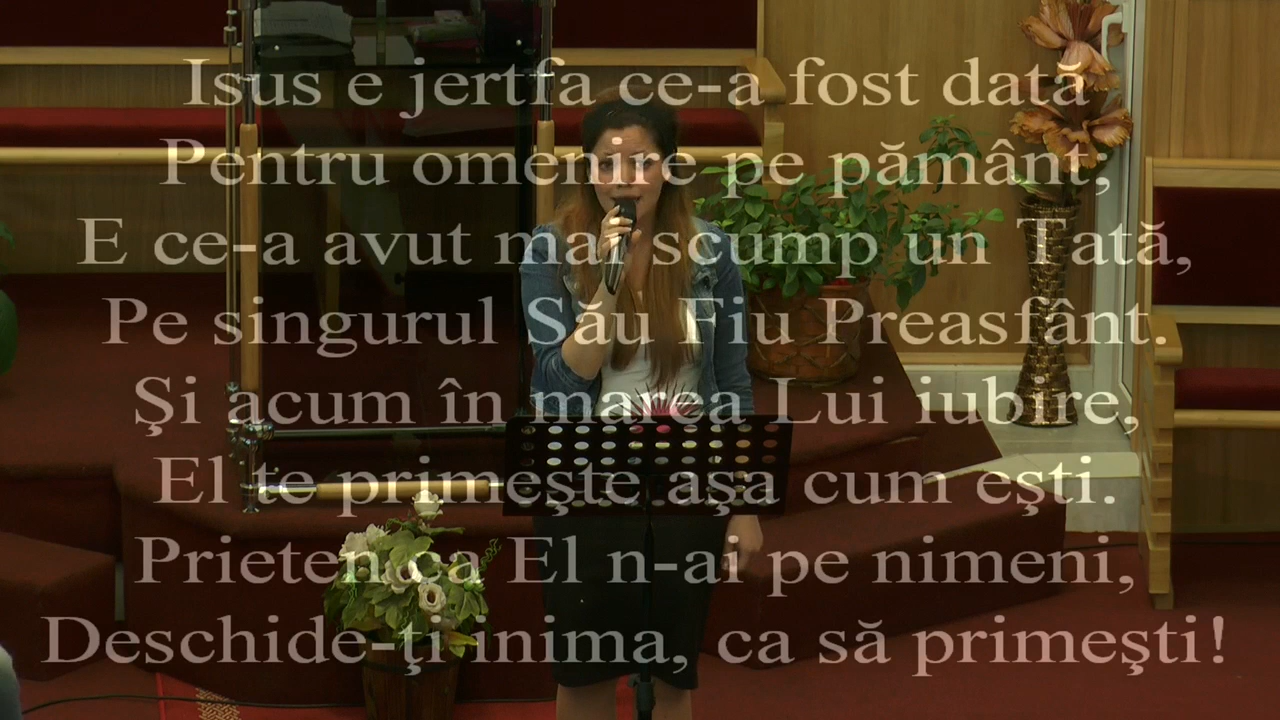 Isus e jertfa ce-a fost dată
Pentru omenire pe pământ;
E ce-a avut mai scump un Tată,
Pe singurul Său Fiu Preasfânt.
Şi acum în marea Lui iubire,
El te primeşte aşa cum eşti.
Prieten ca El n-ai pe nimeni,
Deschide-ţi inima, ca să primeşti!